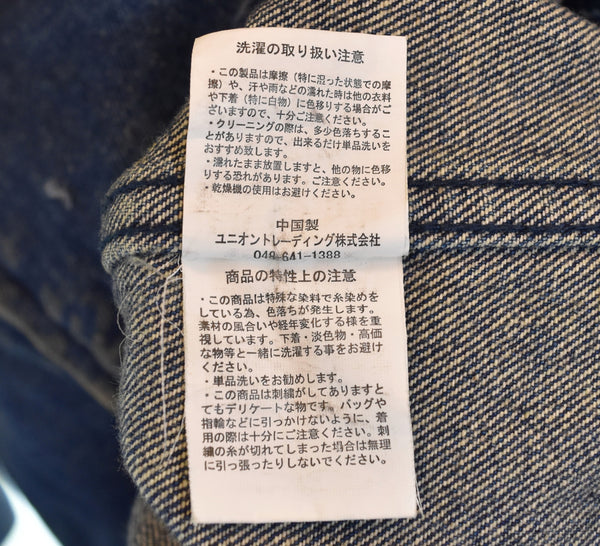 洗濯の取り扱い注意
・この製品は摩擦（特に湿った状態での摩
擦）や、汗や雨などの濡れた時は他の衣料
や下着（特に白物）に色移りする場合がご
ざいますので、十分ご注意ください。
・クリーニングの際は、多少色落ちするこ
とがありますので、出来るだけ単品洗いを
おすすめ致します。
・濡れたまま放置しますと、他の物に色移
りする恐れがあります。ご注意ください。
・乾燥機の使用はお避けください。
中国製
ユニオントレーディング株式会社
048-641-1388
商品の特性上の注意
・この商品は特殊な染料で糸染めを
している為、色落ちが発生します。
素材の風合いや経年変化する様を重
視しています。下着・淡色物・高価
な物等と一緒に洗濯する事をお避け
ください。
・単品洗いをお勧めします。
・この商品は刺繍がしてありますと
てもデリケートな物です。バッグや
指輪などに引っかけないように、着
用の際は十分にご注意ください。刺
繍の糸が切れてしまった場合は無理
に引っ張ったりしないでください。